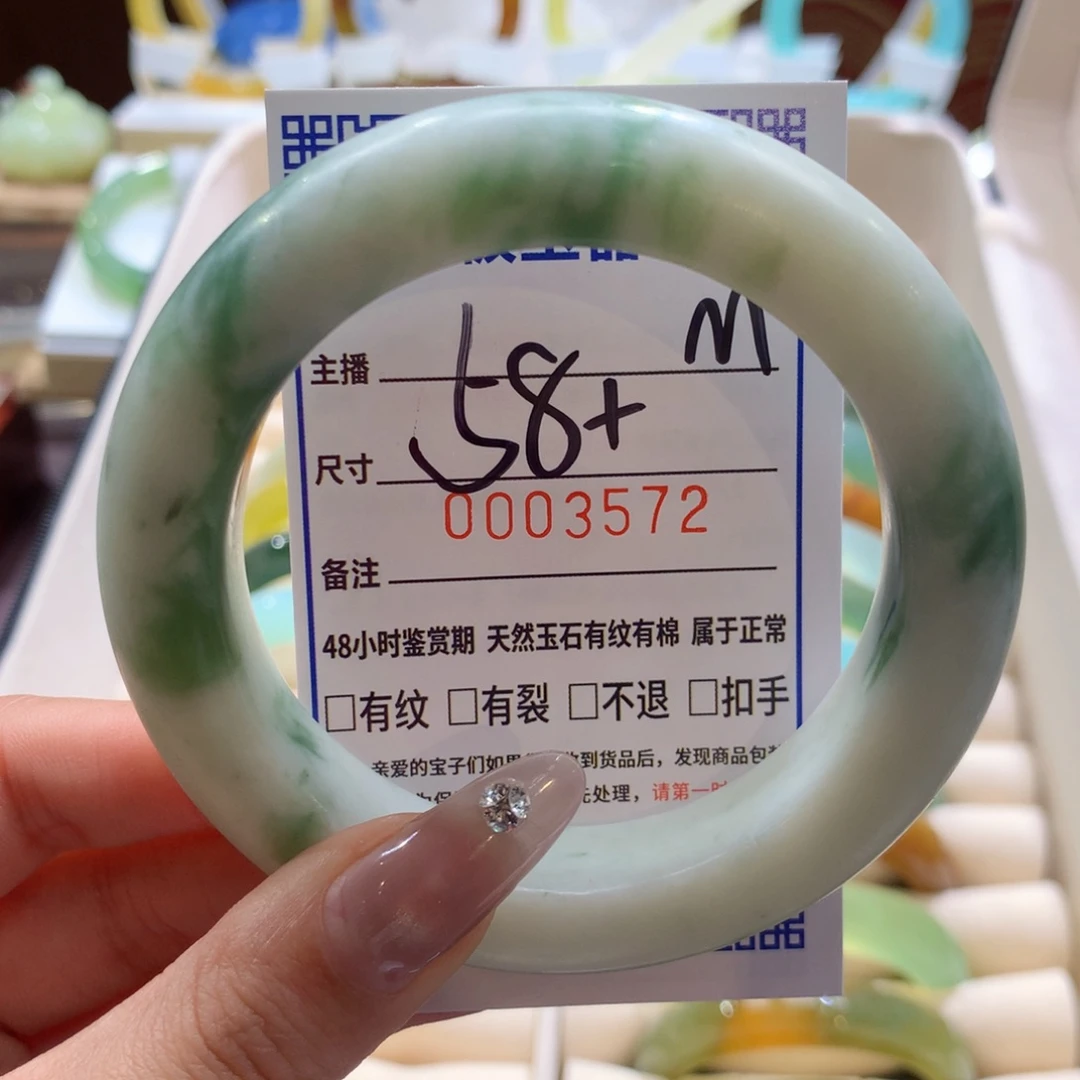 M
主播
58+
尺寸
0003572
备注
48小时鉴赏期 天然玉石有纹有棉 属于正常
□有纹 □有裂 □不退 □扣手
亲爱的宝子们如果 收到货品后，发现商品包
先处理，请第一时